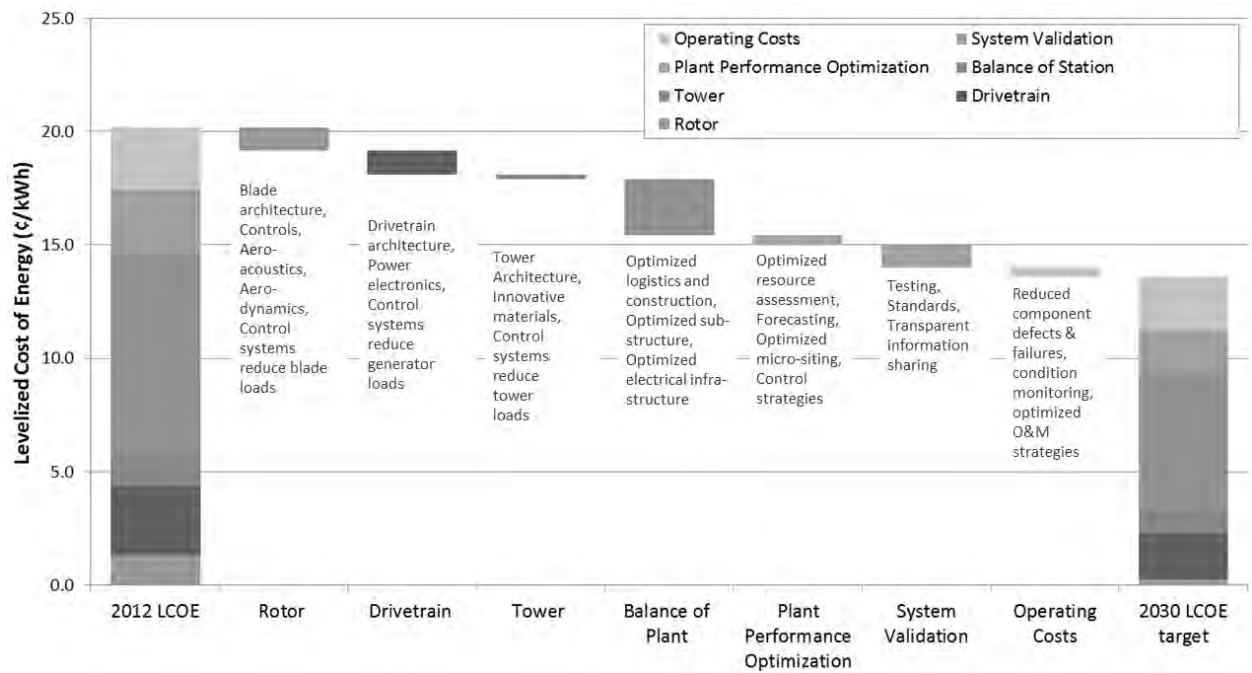 Levelized Cost of Energy (¢/kWh)
25.0
20.0
15.0
10.0
5.0
0.0
Operating Costs
System Validation
Plant Performance Optimization
Balance of Station
Tower
Drivetrain
Rotor
Blade
architecture,
Controls,
Aero-
acoustics,
Aero-
dynamics,
Control
systems
reduce blade
loads
Drivetrain
architecture,
Power
electronics,
Control
systems
reduce
generator
loads
Tower
Architecture,
Innovative
materials,
Control
systems
reduce
tower
loads
Optimized
logistics and
construction,
Optimized sub-
structure,
Optimized
electrical infra-
structure
Optimized
resource
assessment,
Forecasting,
Optimized
micro-siting,
Control
strategies
Testing,
Standards,
Transparent
information
sharing
Reduced
component
defects &
failures,
condition
monitoring,
optimized
O&M
strategies
2012 LCOE
Rotor
Drivetrain
Tower
Balance of
Plant
Plant
Performance
Optimization
System
Validation
Operating
Costs
2030 LCOE
target